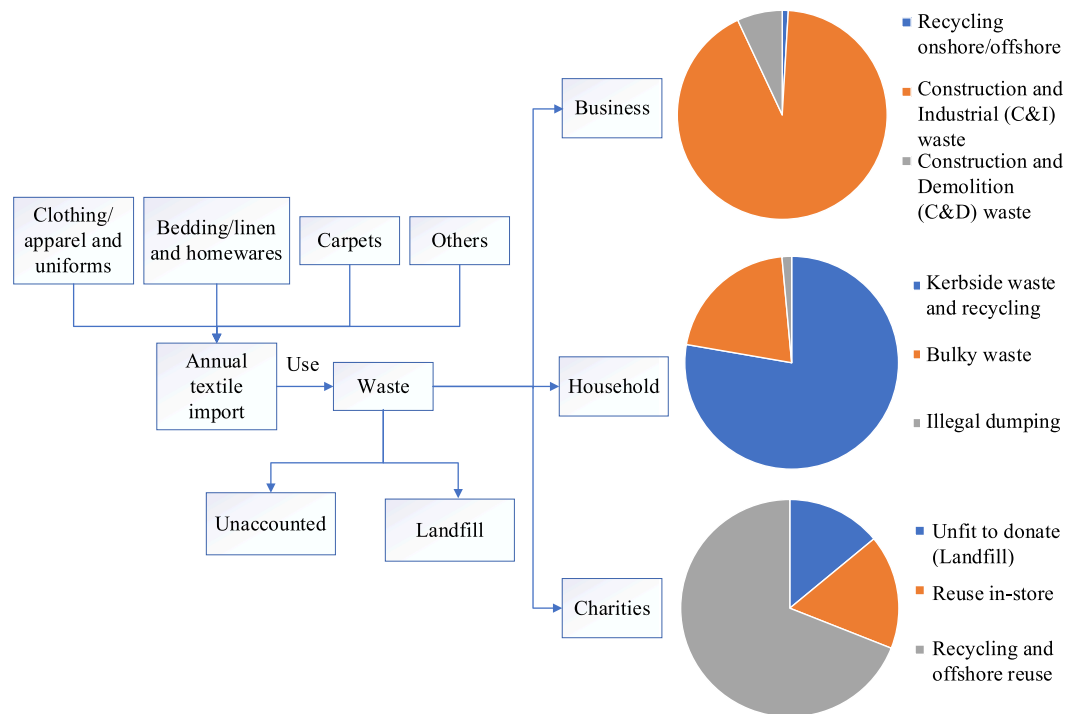 Recycling
onshore/offshore
Construction and
Industrial (C&I)
waste
Construction and
Demolition
(C&D) waste
Business
Clothing/
apparel and
uniforms
Bedding/linen
and homewares
Carpets
Others
Kerbside waste
and recycling
Bulky waste
Illegal dumping
Annual
textile
import
Use
Waste
Household
Unaccounted
Landfill
Unfit to donate
(Landfill)
Reuse in-store
Recycling and
offshore reuse
Charities